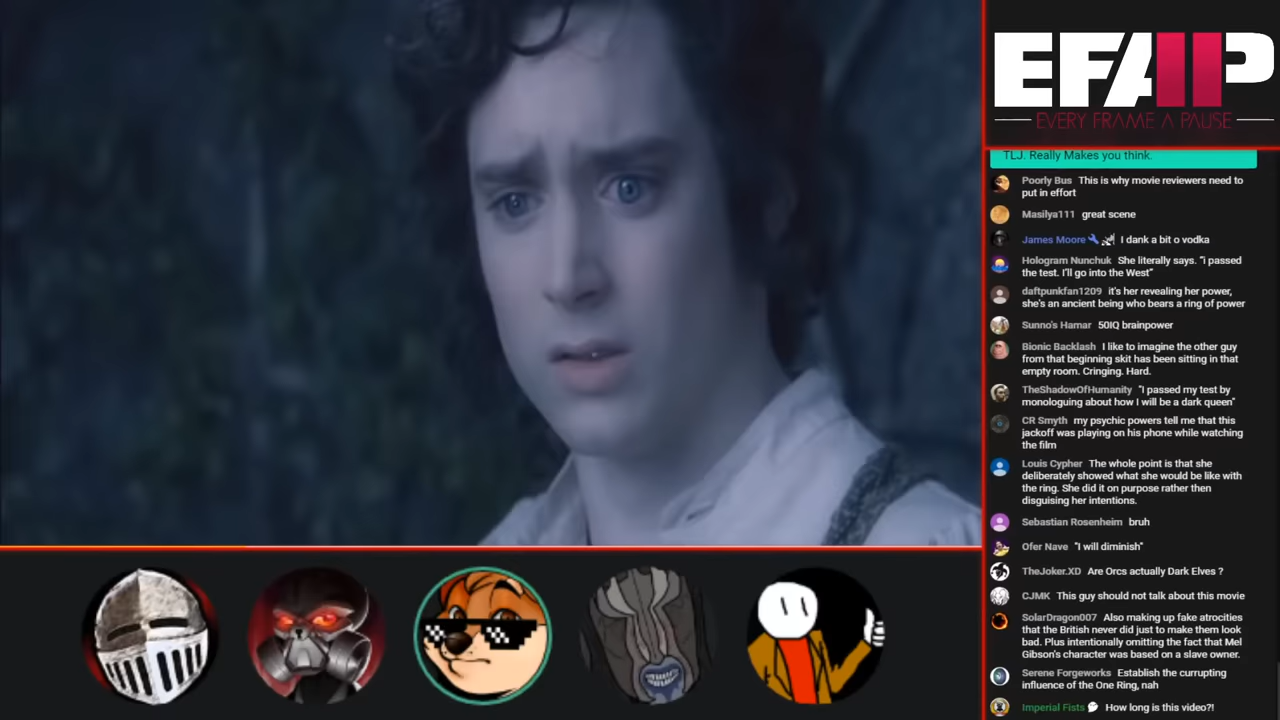 EFAP
EVERY FRAME A PAUSE
TLJ. Really Makes you think.
Poorly Bus This is why movie reviewers need to
put in effort
Masilya111 great scene
James Moore I dank a bit o vodka
Hologram Nunchuk She literally says. “i passed
the test. I’ll go into the West”
daftpunkfan1209 it's her revealing her power,
she's an ancient being who bears a ring of power
Sunno's Hamar 50IQ brainpower
Bionic Backlash I like to imagine the other guy
from that beginning skit has been sitting in that
empty room. Cringing. Hard.
TheShadowOfHumanity "I passed my test by
monologuing about how I will be a dark queen"
CR Smyth my psychic powers tell me that this
jackoff was playing on his phone while watching
the film
Louis Cypher The whole point is that she
deliberately showed what she would be like with
the ring. She did it on purpose rather then
disguising her intentions.
Sebastian Rosenheim bruh
Ofer Nave "I will diminish"
TheJoker.XD Are Orcs actually Dark Elves ?
CJMK This guy should not talk about this movie
SolarDragon007 Also making up fake atrocities
that the British never did just to make them look
bad. Plus intentionally omitting the fact that Mel
Gibson's character was based on a slave owner.
Serene Forgeworks Establish the currupting
influence of the One Ring, nah
Imperial Fists How long is this video?!